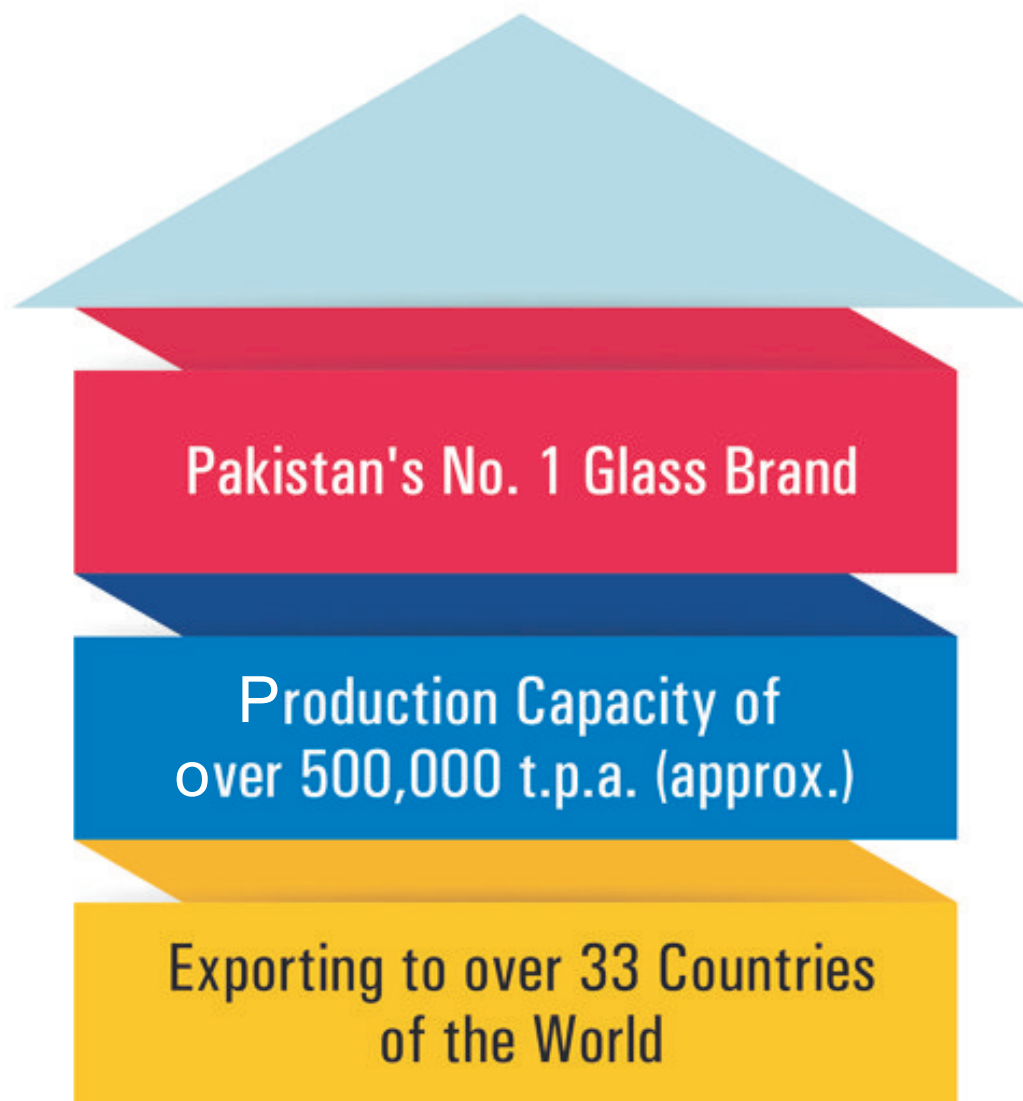 Pakistan's No. 1 Glass Brand
Production Capacity of
over 500,000 t.p.a. (approx.)
Exporting to over 33 Countries
of the World